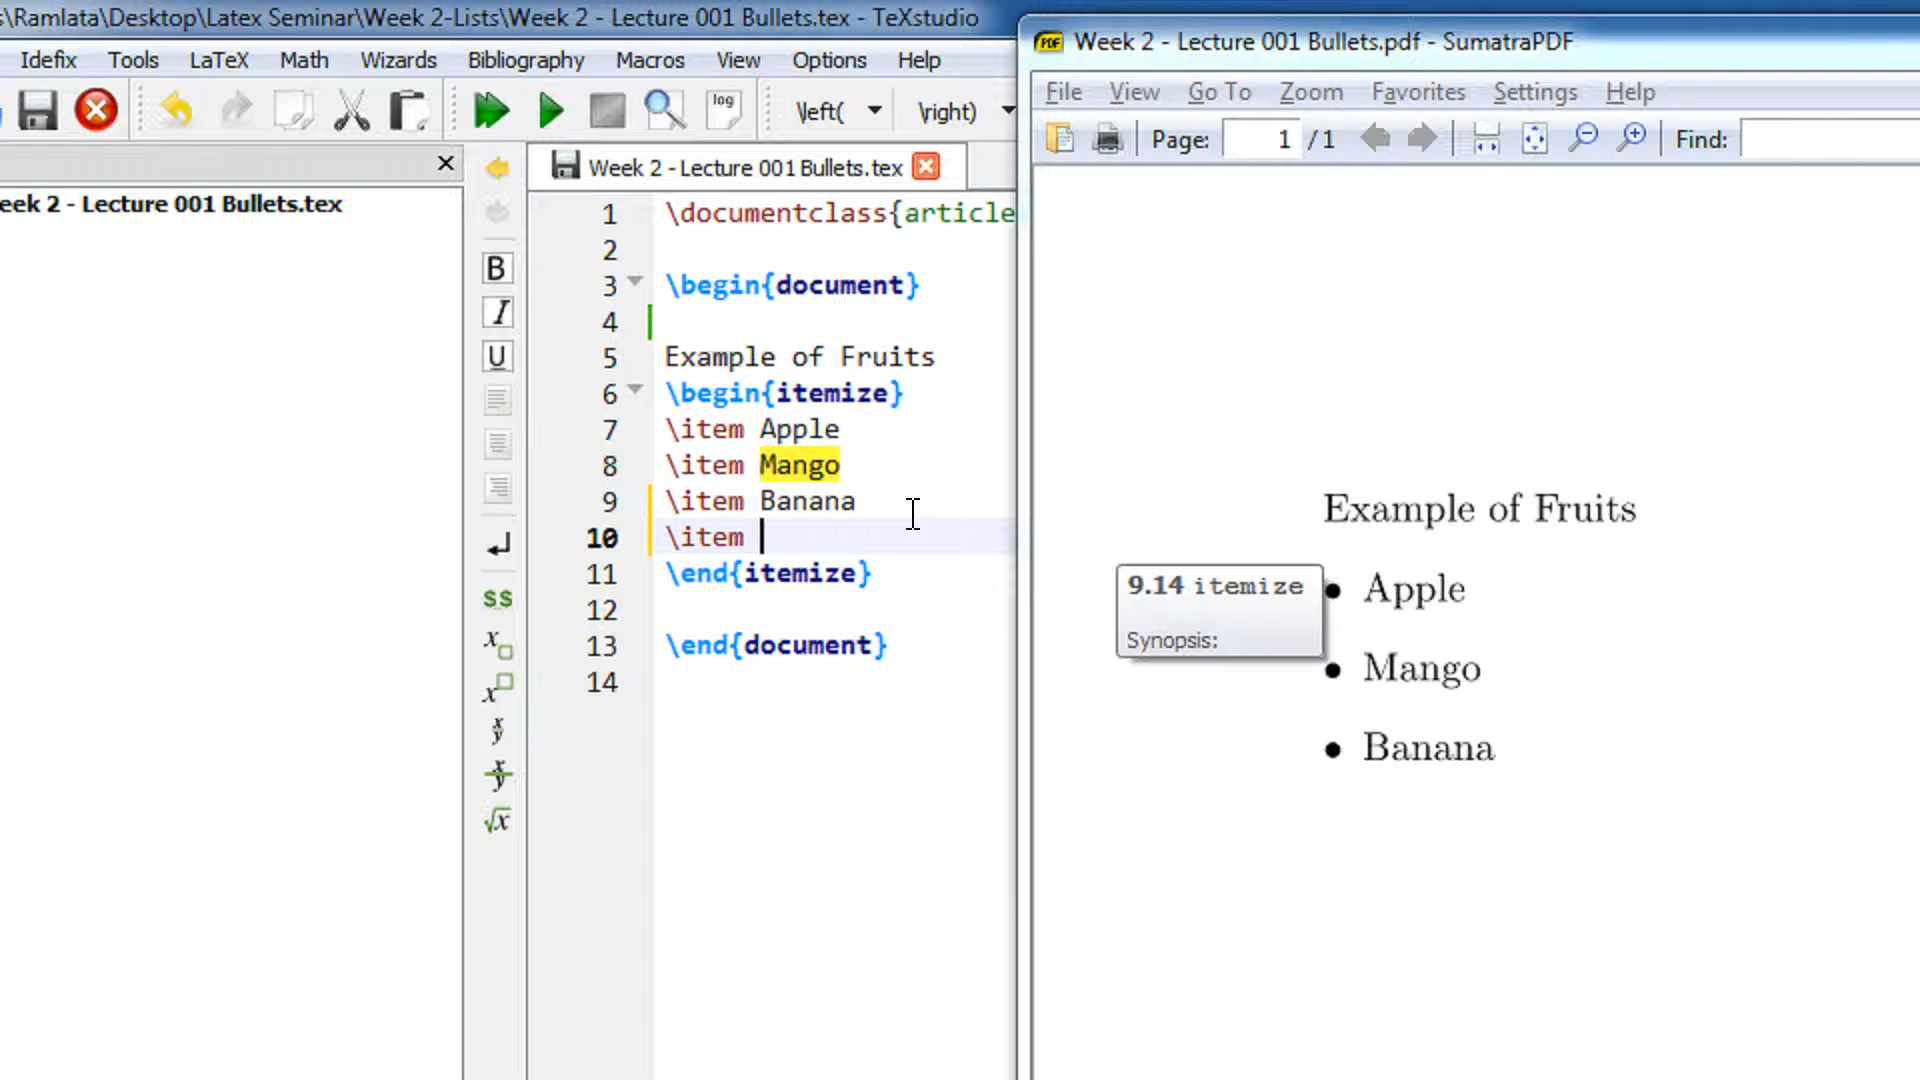 s\Ramlata\Desktop\Latex Seminar\Week 2-Lists\Week 2 - Lecture 001 Bullets.tex - TeXstudio
Idefix Tools LaTeX Math Wizards Bibliography Macros View Options Help
log \left( \right)
eek 2 - Lecture 001 Bullets.tex
B
I
U
$$
x
x
x
y
x
y
√x
Week 2 - Lecture 001 Bullets.tex
1 \documentclass{article
2
3 \begin{document}
4
5 Example of Fruits
6 \begin{itemize}
7 \item Apple
8 \item Mango
9 \item Banana
10 \item
11 \end{itemize}
12
13 \end{document}
14
PDF Week 2 - Lecture 001 Bullets.pdf - SumatraPDF
File View Go To Zoom Favorites Settings Help
Page: 1 / 1 Find:
Example of Fruits
9.14 itemize
Synopsis:
• Apple
• Mango
• Banana